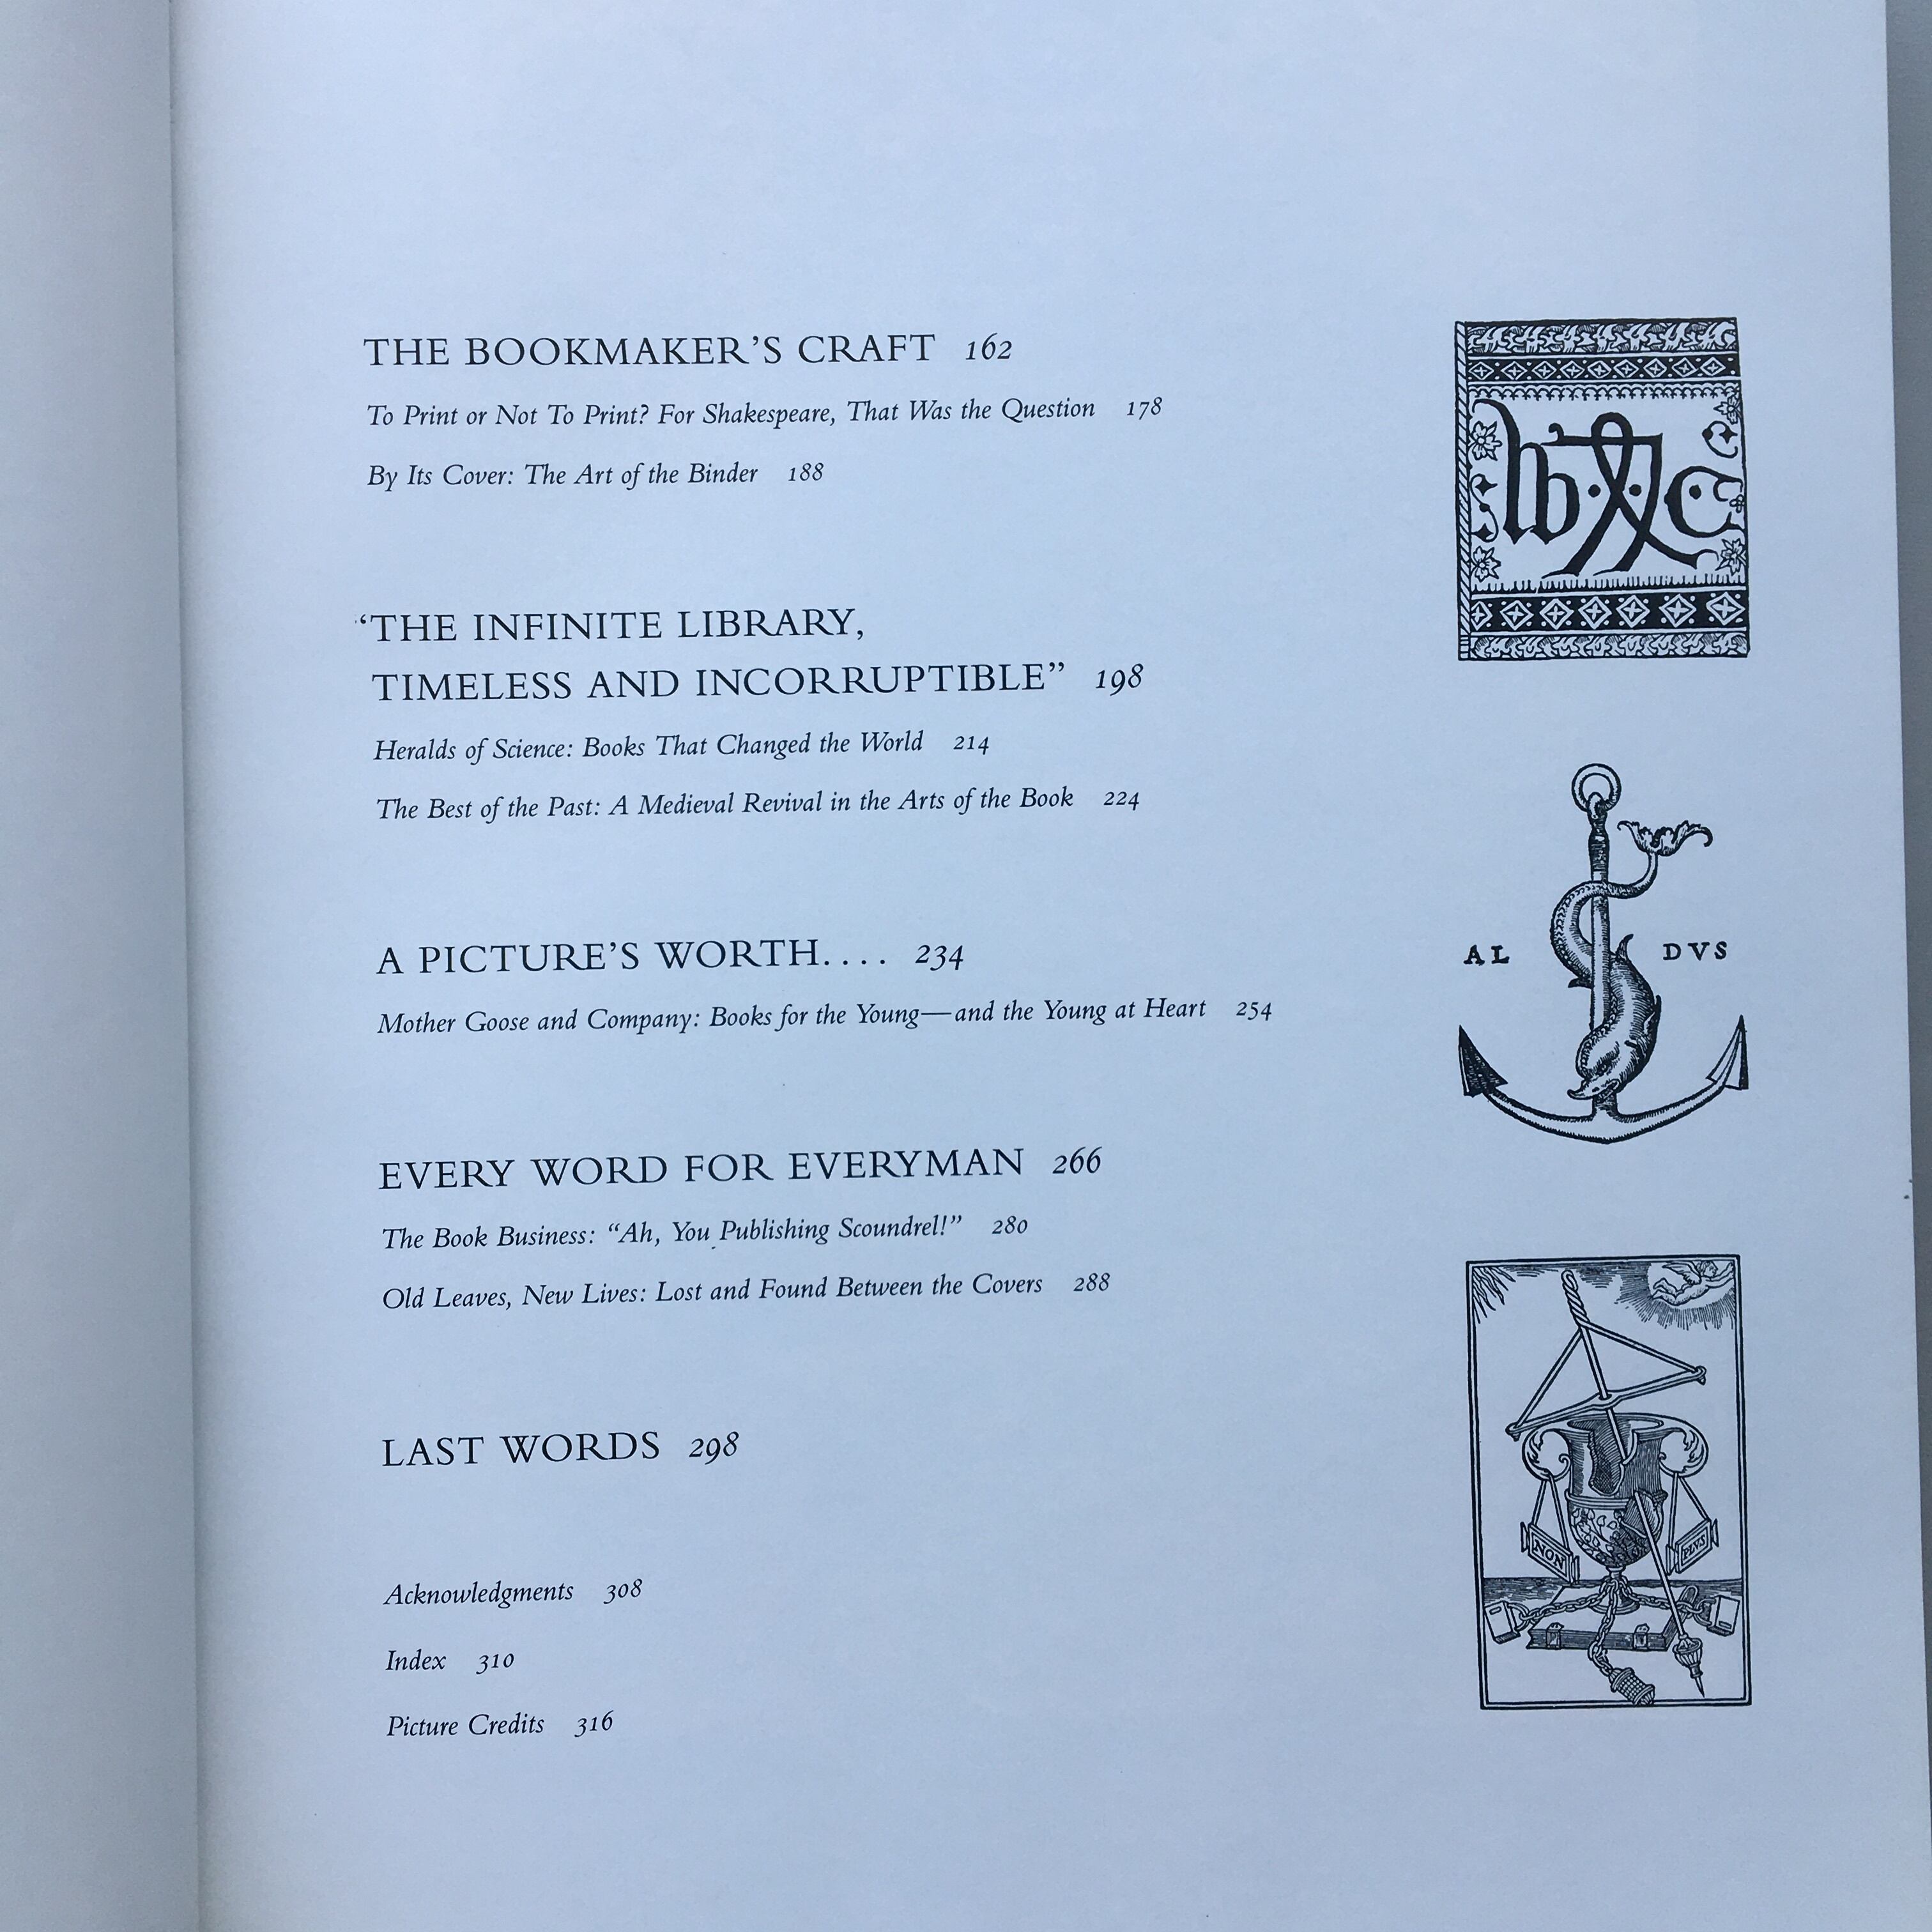 THE BOOKMAKER’S CRAFT 162
To Print or Not To Print? For Shakespeare, That Was the Question 178
By Its Cover: The Art of the Binder 188
‘THE INFINITE LIBRARY,
TIMELESS AND INCORRUPTIBLE” 198
Heralds of Science: Books That Changed the World 214
The Best of the Past: A Medieval Revival in the Arts of the Book 224
A PICTURE’S WORTH.... 234
Mother Goose and Company: Books for the Young—and the Young at Heart 254
EVERY WORD FOR EVERYMAN 266
The Book Business: “Ah, You Publishing Scoundrel!” 280
Old Leaves, New Lives: Lost and Found Between the Covers 288
LAST WORDS 298
Acknowledgments 308
Index 310
Picture Credits 316
AL DVS
NON PLVS